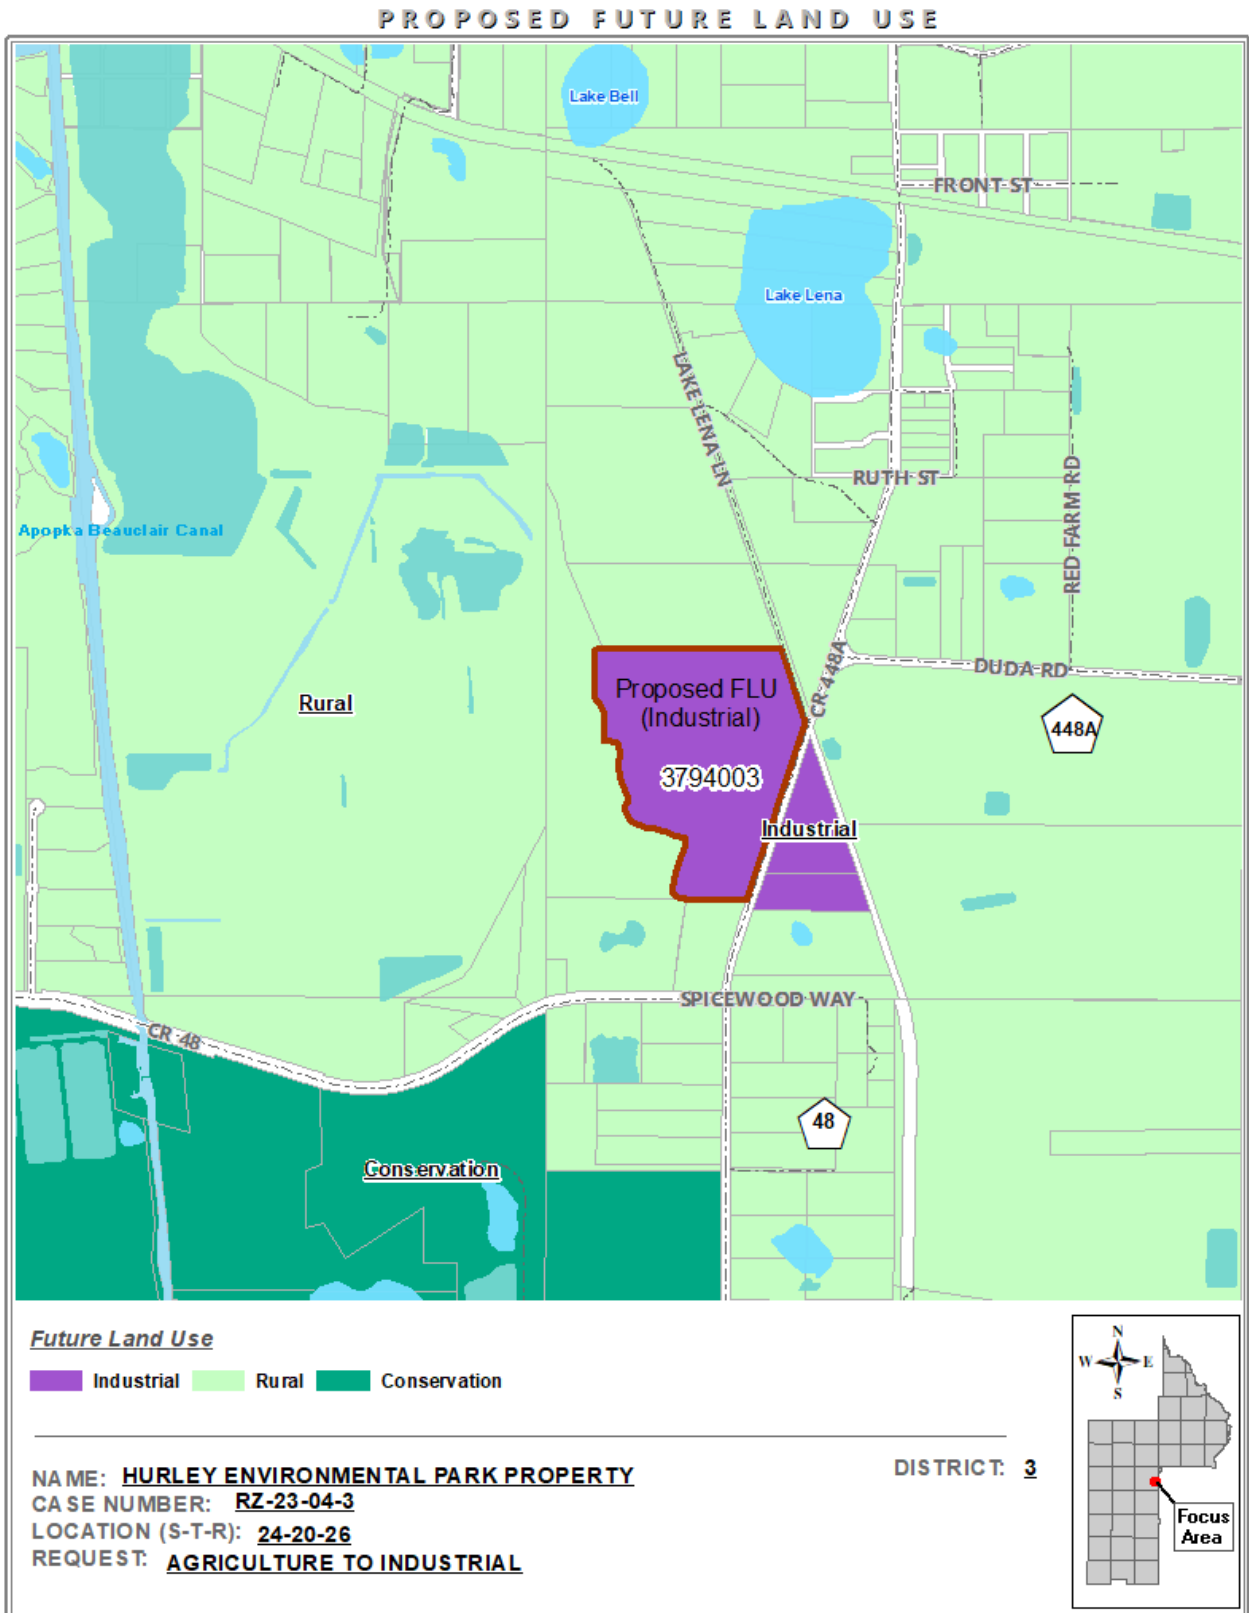 PROPOSED FUTURE LAND USE
Lake Bell
FRONT ST
Lake Lena
LAKE LENA LN
RUTH ST
RED FARM RD
Apopka Beauclair Canal
CR 448A
DUDA RD
Rural
Proposed FLU
(Industrial)
448A
3794003
Industrial
SPICEWOOD WAY
CR 48
48
Conservation
Future Land Use
Industrial Rural Conservation
N
W E
S
Focus
Area
NAME: HURLEY ENVIRONMENTAL PARK PROPERTY
DISTRICT: 3
CASE NUMBER: RZ-23-04-3
LOCATION (S-T-R): 24-20-26
REQUEST: AGRICULTURE TO INDUSTRIAL